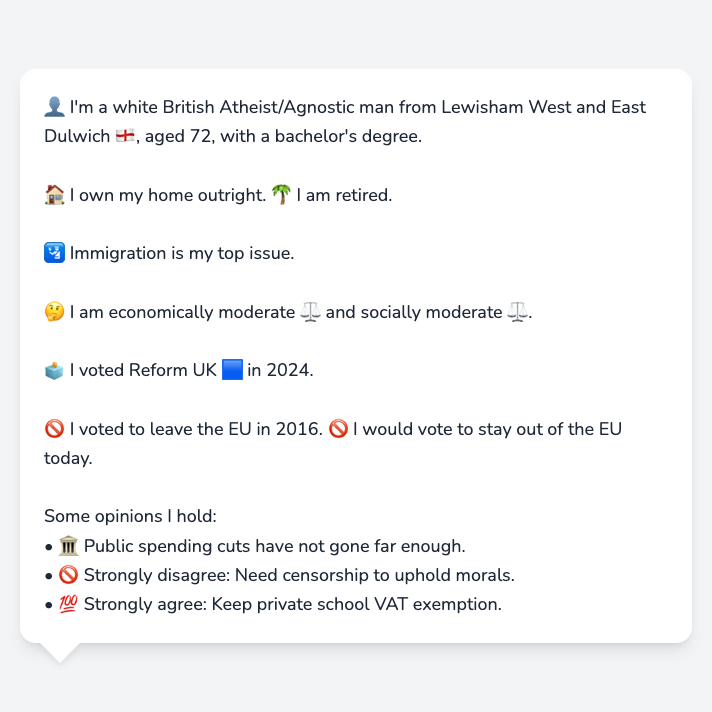 👤 I'm a white British Atheist/Agnostic man from Lewisham West and East
Dulwich 🏴󠁧󠁢󠁥󠁮󠁧󠁿, aged 72, with a bachelor's degree.
🏠 I own my home outright. 🌴 I am retired.
🛂 Immigration is my top issue.
🤔 I am economically moderate ⚖️ and socially moderate ⚖️.
🗳️ I voted Reform UK 🟦 in 2024.
🚫 I voted to leave the EU in 2016. 🚫 I would vote to stay out of the EU
today.
Some opinions I hold:
• 🏛️ Public spending cuts have not gone far enough.
• 🚫 Strongly disagree: Need censorship to uphold morals.
• 💯 Strongly agree: Keep private school VAT exemption.